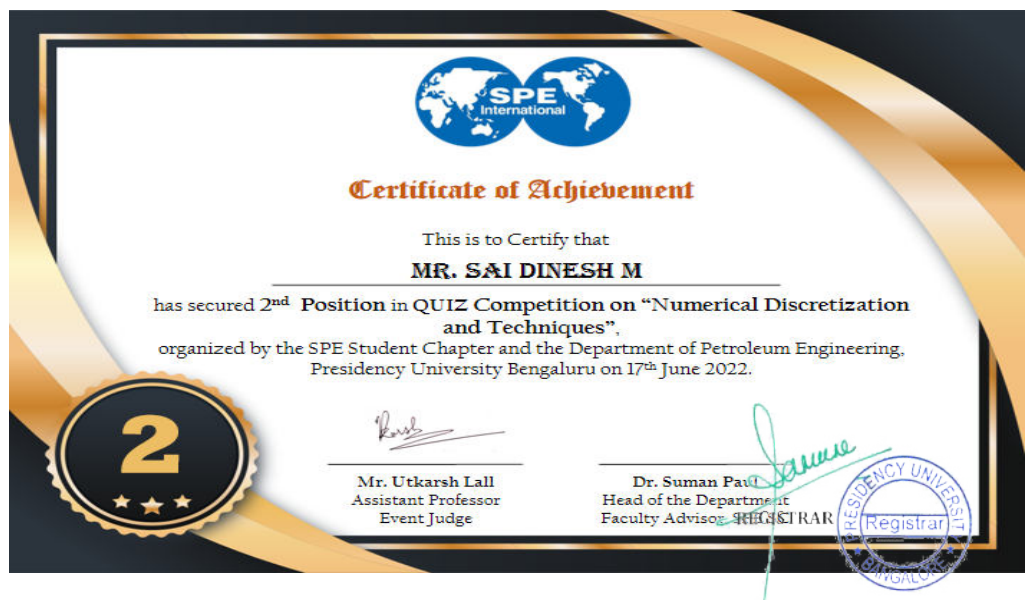 SPE
International
Certificate of Achievement
This is to Certify that
MR. SAI DINESH M
has secured 2nd Position in QUIZ Competition on “Numerical Discretization
and Techniques”,
organized by the SPE Student Chapter and the Department of Petroleum Engineering,
Presidency University Bengaluru on 17th June 2022.
2
Mr. Utkarsh Lall
Assistant Professor
Event Judge
Dr. Suman Paul
Head of the Department
Faculty Advisor
REGISTRAR
PRESIDENCY UNIVERSITY
Registrar
BANGALORE